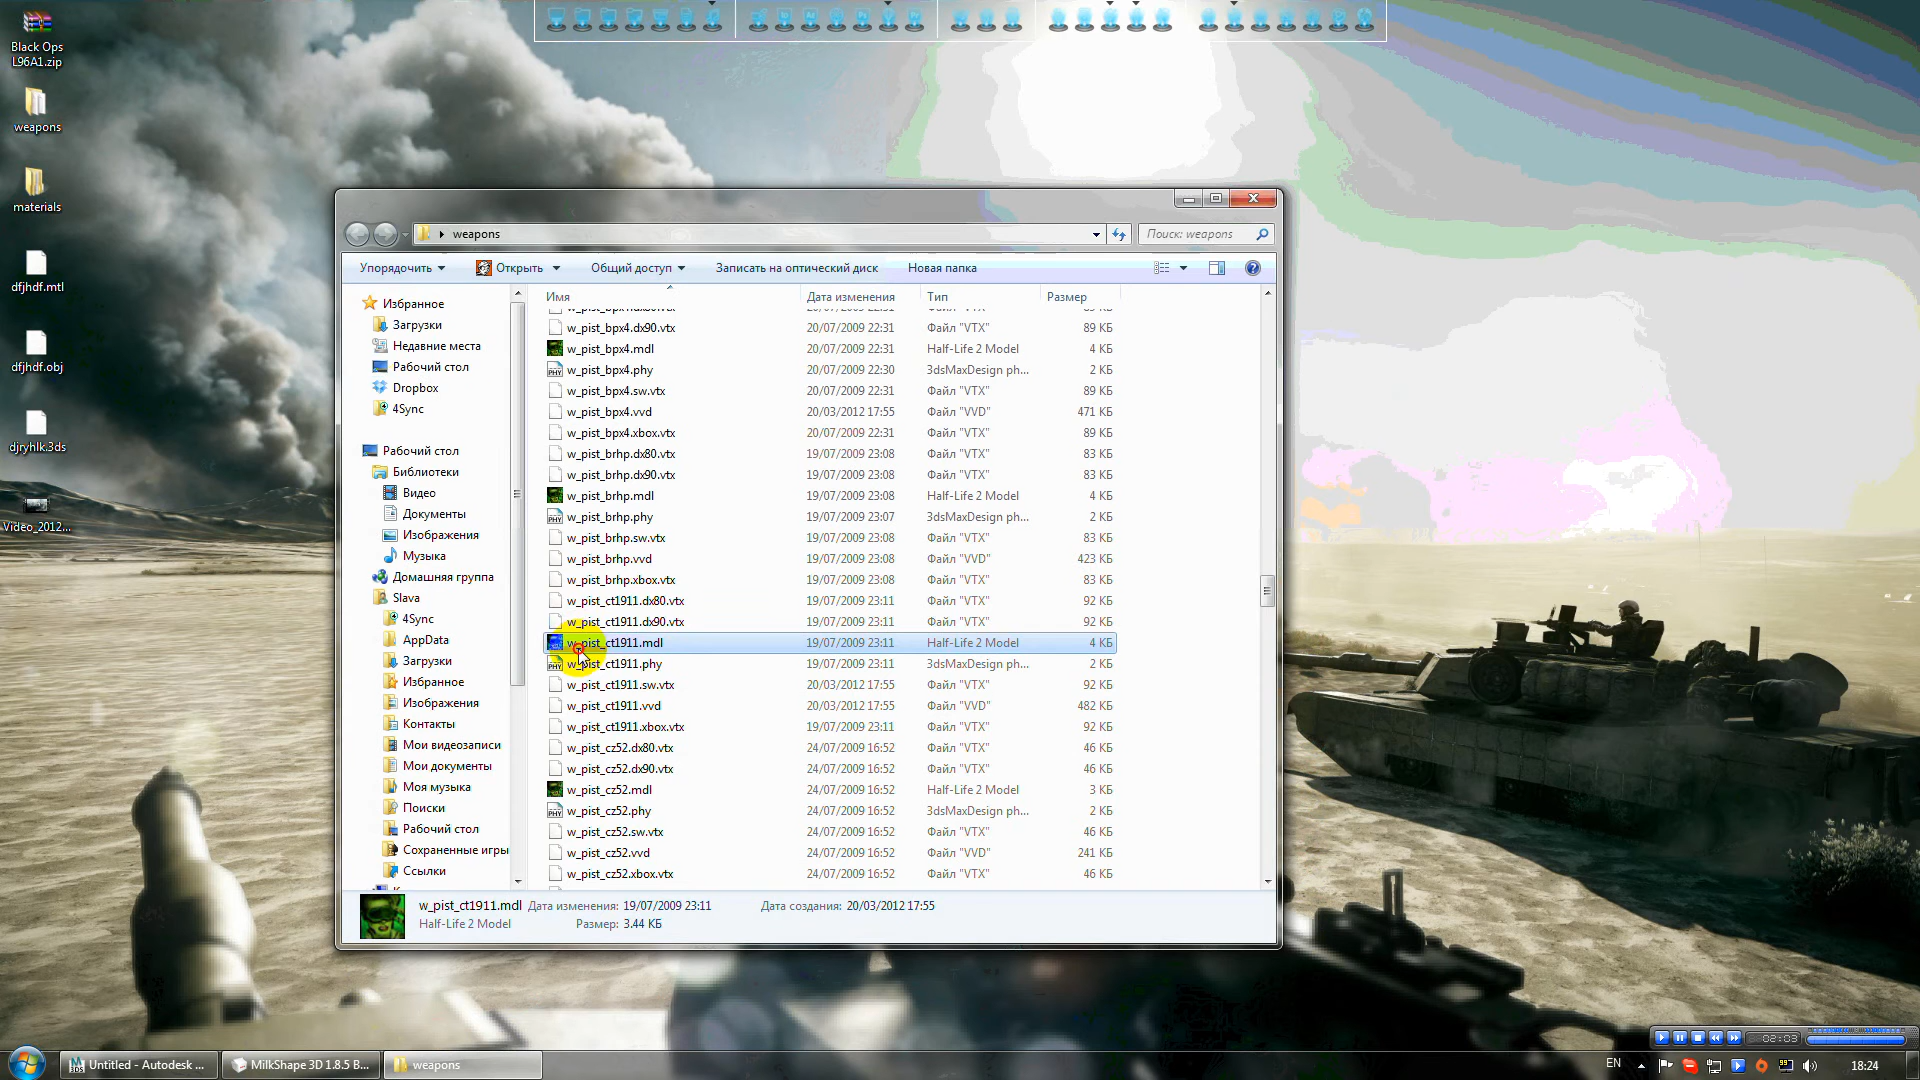 Black Ops
L96A1.zip
weapons
materials
dfjhdf.mtl
dfjhdf.obj
djryhlk.3ds
Video_2012...
weapons
Поиск: weapons
Упорядочить Открыть Общий доступ Записать на оптический диск Новая папка
Избранное
Загрузки
Недавние места
Рабочий стол
Dropbox
4Sync
Рабочий стол
Библиотеки
Видео
Документы
Изображения
Музыка
Домашняя группа
Slava
4Sync
AppData
Загрузки
Избранное
Изображения
Контакты
Мои видеозаписи
Мои документы
Моя музыка
Поиски
Рабочий стол
Сохраненные игры
Ссылки
Имя Дата изменения Тип Размер
w_pist_bpx4.dx90.vtx 20/07/2009 22:31 Файл "VTX" 89 КБ
w_pist_bpx4.mdl 20/07/2009 22:31 Half-Life 2 Model 4 КБ
w_pist_bpx4.phy 20/07/2009 22:30 3dsMaxDesign ph... 2 КБ
w_pist_bpx4.sw.vtx 20/07/2009 22:31 Файл "VTX" 89 КБ
w_pist_bpx4.vvd 20/03/2012 17:55 Файл "VVD" 471 КБ
w_pist_bpx4.xbox.vtx 20/07/2009 22:31 Файл "VTX" 89 КБ
w_pist_brhp.dx80.vtx 19/07/2009 23:08 Файл "VTX" 83 КБ
w_pist_brhp.dx90.vtx 19/07/2009 23:08 Файл "VTX" 83 КБ
w_pist_brhp.mdl 19/07/2009 23:08 Half-Life 2 Model 4 КБ
w_pist_brhp.phy 19/07/2009 23:07 3dsMaxDesign ph... 2 КБ
w_pist_brhp.sw.vtx 19/07/2009 23:08 Файл "VTX" 83 КБ
w_pist_brhp.vvd 19/07/2009 23:08 Файл "VVD" 423 КБ
w_pist_brhp.xbox.vtx 19/07/2009 23:08 Файл "VTX" 83 КБ
w_pist_ct1911.dx80.vtx 19/07/2009 23:11 Файл "VTX" 92 КБ
w_pist_ct1911.dx90.vtx 19/07/2009 23:11 Файл "VTX" 92 КБ
w_pist_ct1911.mdl 19/07/2009 23:11 Half-Life 2 Model 4 КБ
w_pist_ct1911.phy 19/07/2009 23:11 3dsMaxDesign ph... 2 КБ
w_pist_ct1911.sw.vtx 20/03/2012 17:55 Файл "VTX" 92 КБ
w_pist_ct1911.vvd 20/03/2012 17:55 Файл "VVD" 482 КБ
w_pist_ct1911.xbox.vtx 19/07/2009 23:11 Файл "VTX" 92 КБ
w_pist_cz52.dx80.vtx 24/07/2009 16:52 Файл "VTX" 46 КБ
w_pist_cz52.dx90.vtx 24/07/2009 16:52 Файл "VTX" 46 КБ
w_pist_cz52.mdl 24/07/2009 16:52 Half-Life 2 Model 3 КБ
w_pist_cz52.phy 24/07/2009 16:52 3dsMaxDesign ph... 2 КБ
w_pist_cz52.sw.vtx 24/07/2009 16:52 Файл "VTX" 46 КБ
w_pist_cz52.vvd 24/07/2009 16:52 Файл "VVD" 241 КБ
w_pist_cz52.xbox.vtx 24/07/2009 16:52 Файл "VTX" 46 КБ
w_pist_ct1911.mdl Дата изменения: 19/07/2009 23:11 Дата создания: 20/03/2012 17:55
Half-Life 2 Model Размер: 3.44 КБ
02:03
Untitled - Autodesk ... MilkShape 3D 1.8.5 B... weapons EN 18:24